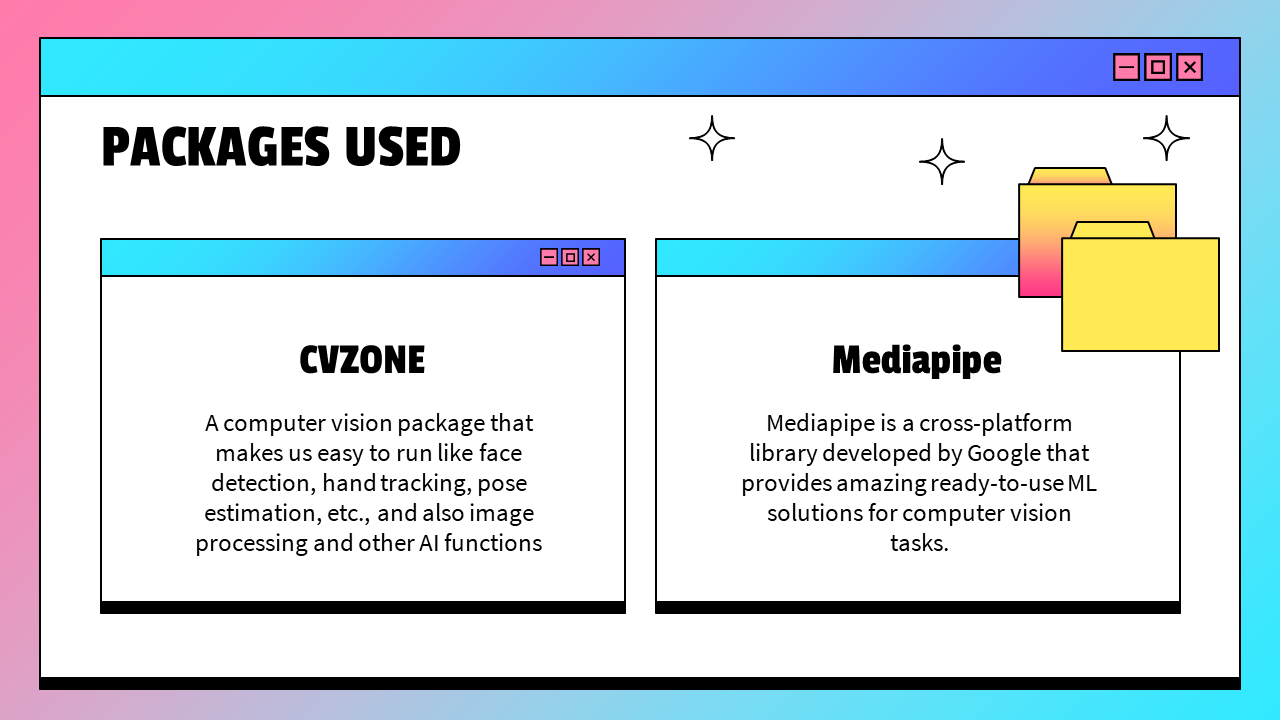 PACKAGES USED
CVZONE
A computer vision package that
makes us easy to run like face
detection, hand tracking, pose
estimation, etc., and also image
processing and other AI functions
Mediapipe
Mediapipe is a cross-platform
library developed by Google that
provides amazing ready-to-use ML
solutions for computer vision
tasks.